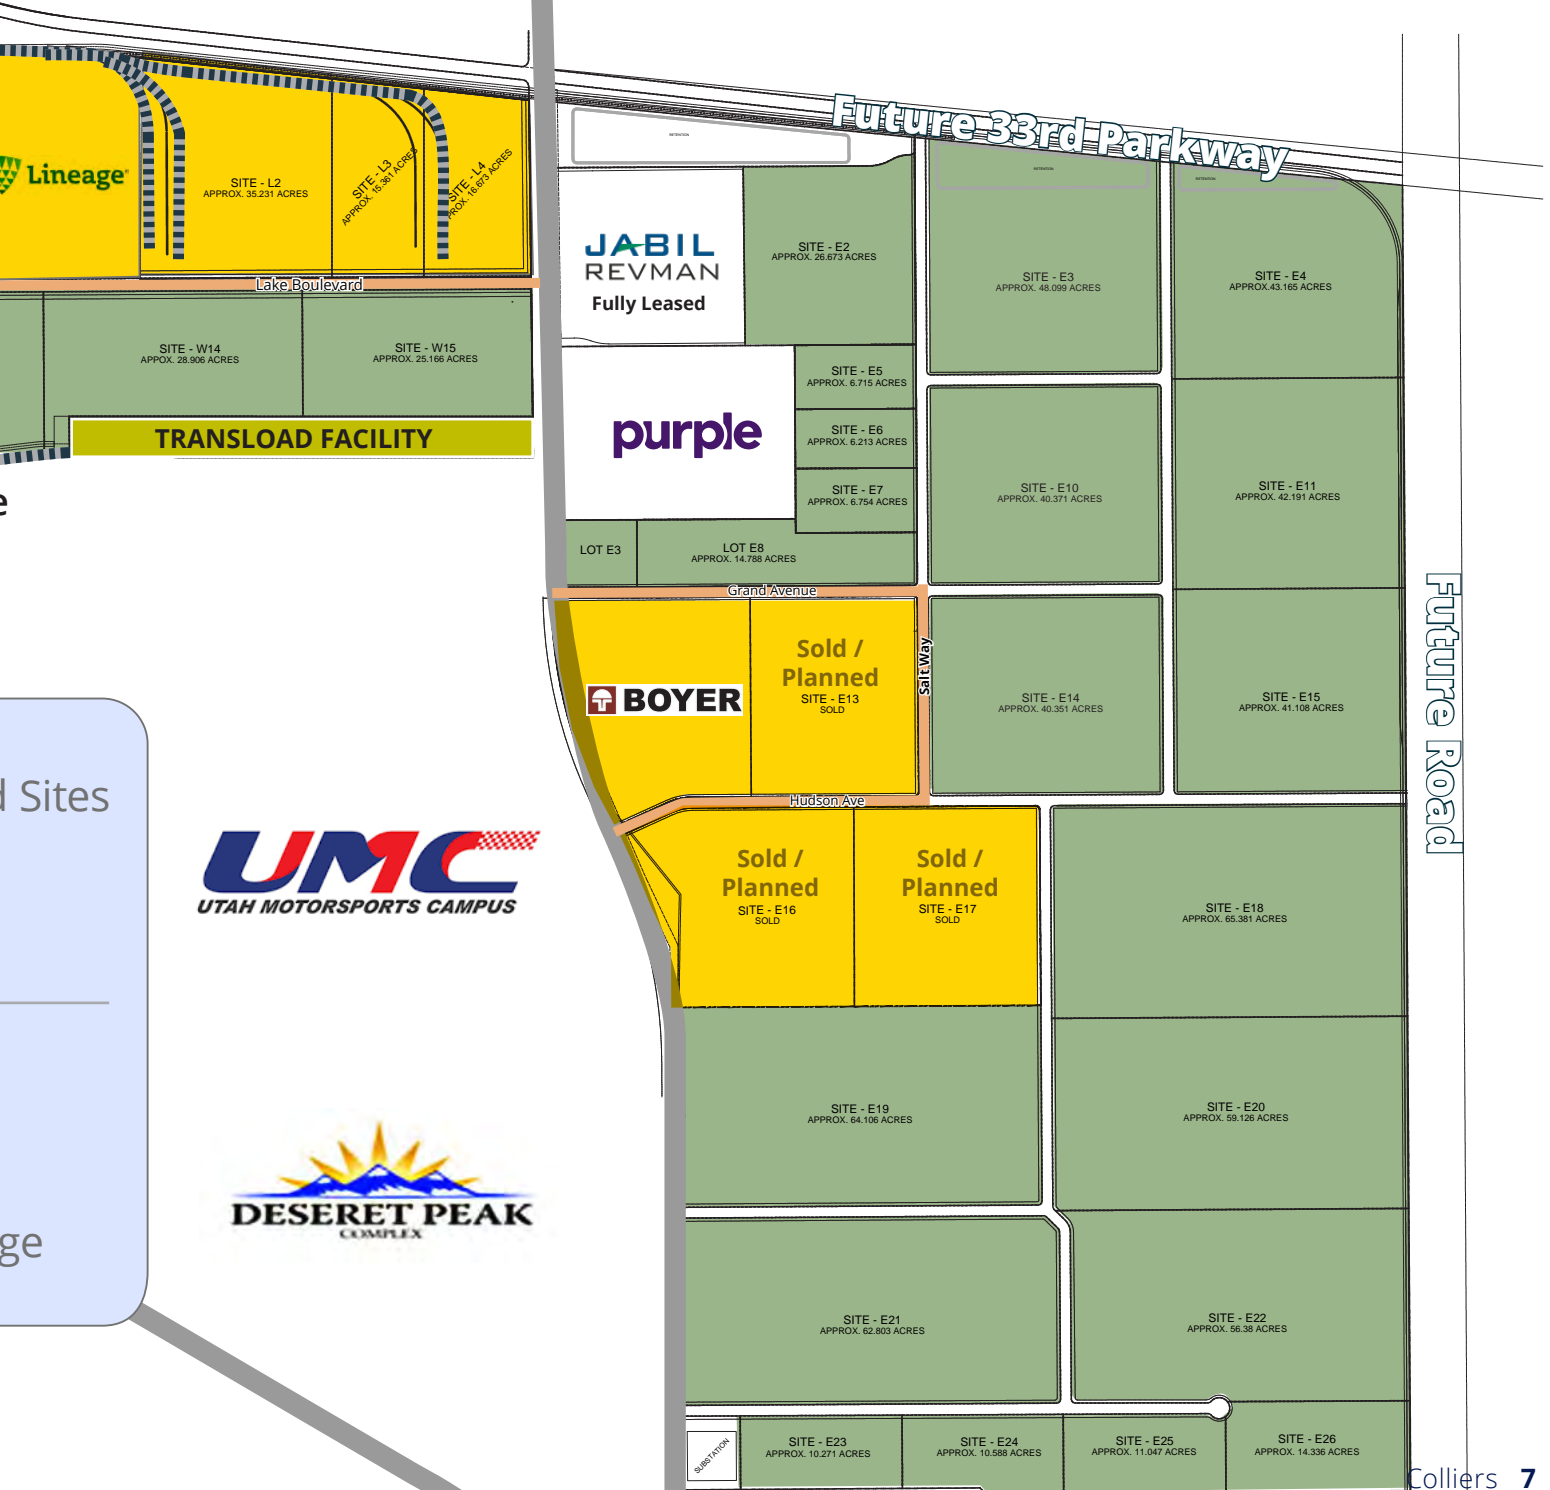 Future 33rd Parkway
RETENTION
RETENTION
RETENTION
Lineage
SITE - L2
APPROX. 35.231 ACRES
SITE - L3
APPROX. 15.361 ACRES
SITE - L4
PROX. 16.673 ACRES
Lake Boulevard
SITE - W14
APPOX. 28.906 ACRES
SITE - W15
APPROX. 25.166 ACRES
TRANSLOAD FACILITY
e
JABIL
REVMAN
Fully Leased
SITE - E2
APPROX. 26.673 ACRES
SITE - E3
APPROX. 48.099 ACRES
SITE - E4
APPROX.43.165 ACRES
purple
SITE - E5
APPROX. 6.715 ACRES
SITE - E6
APPROX. 6.213 ACRES
SITE - E7
APPROX. 6.754 ACRES
SITE - E10
APPROX. 40.371 ACRES
SITE - E11
APPROX. 42.191 ACRES
LOT E3
LOT E8
APPROX. 14.788 ACRES
Grand Avenue
Future Road
BOYER
Sold /
Planned
SITE - E13
SOLD
Salt Way
SITE - E14
APPROX. 40.351 ACRES
SITE - E15
APPROX. 41.108 ACRES
Hudson Ave
d Sites
ge
UMC
UTAH MOTORSPORTS CAMPUS
Sold /
Planned
SITE - E16
SOLD
Sold /
Planned
SITE - E17
SOLD
SITE - E18
APPROX. 65.381 ACRES
DESERET PEAK
COMPLEX
SITE - E19
APPROX. 64.106 ACRES
SITE - E20
APPROX. 59.126 ACRES
SITE - E21
APPROX. 62.803 ACRES
SITE - E22
APPROX. 56.38 ACRES
SUBSTATION
SITE - E23
APPROX. 10.271 ACRES
SITE - E24
APPROX. 10.588 ACRES
SITE - E25
APPROX. 11.047 ACRES
SITE - E26
APPROX. 14.336 ACRES
Colliers 7